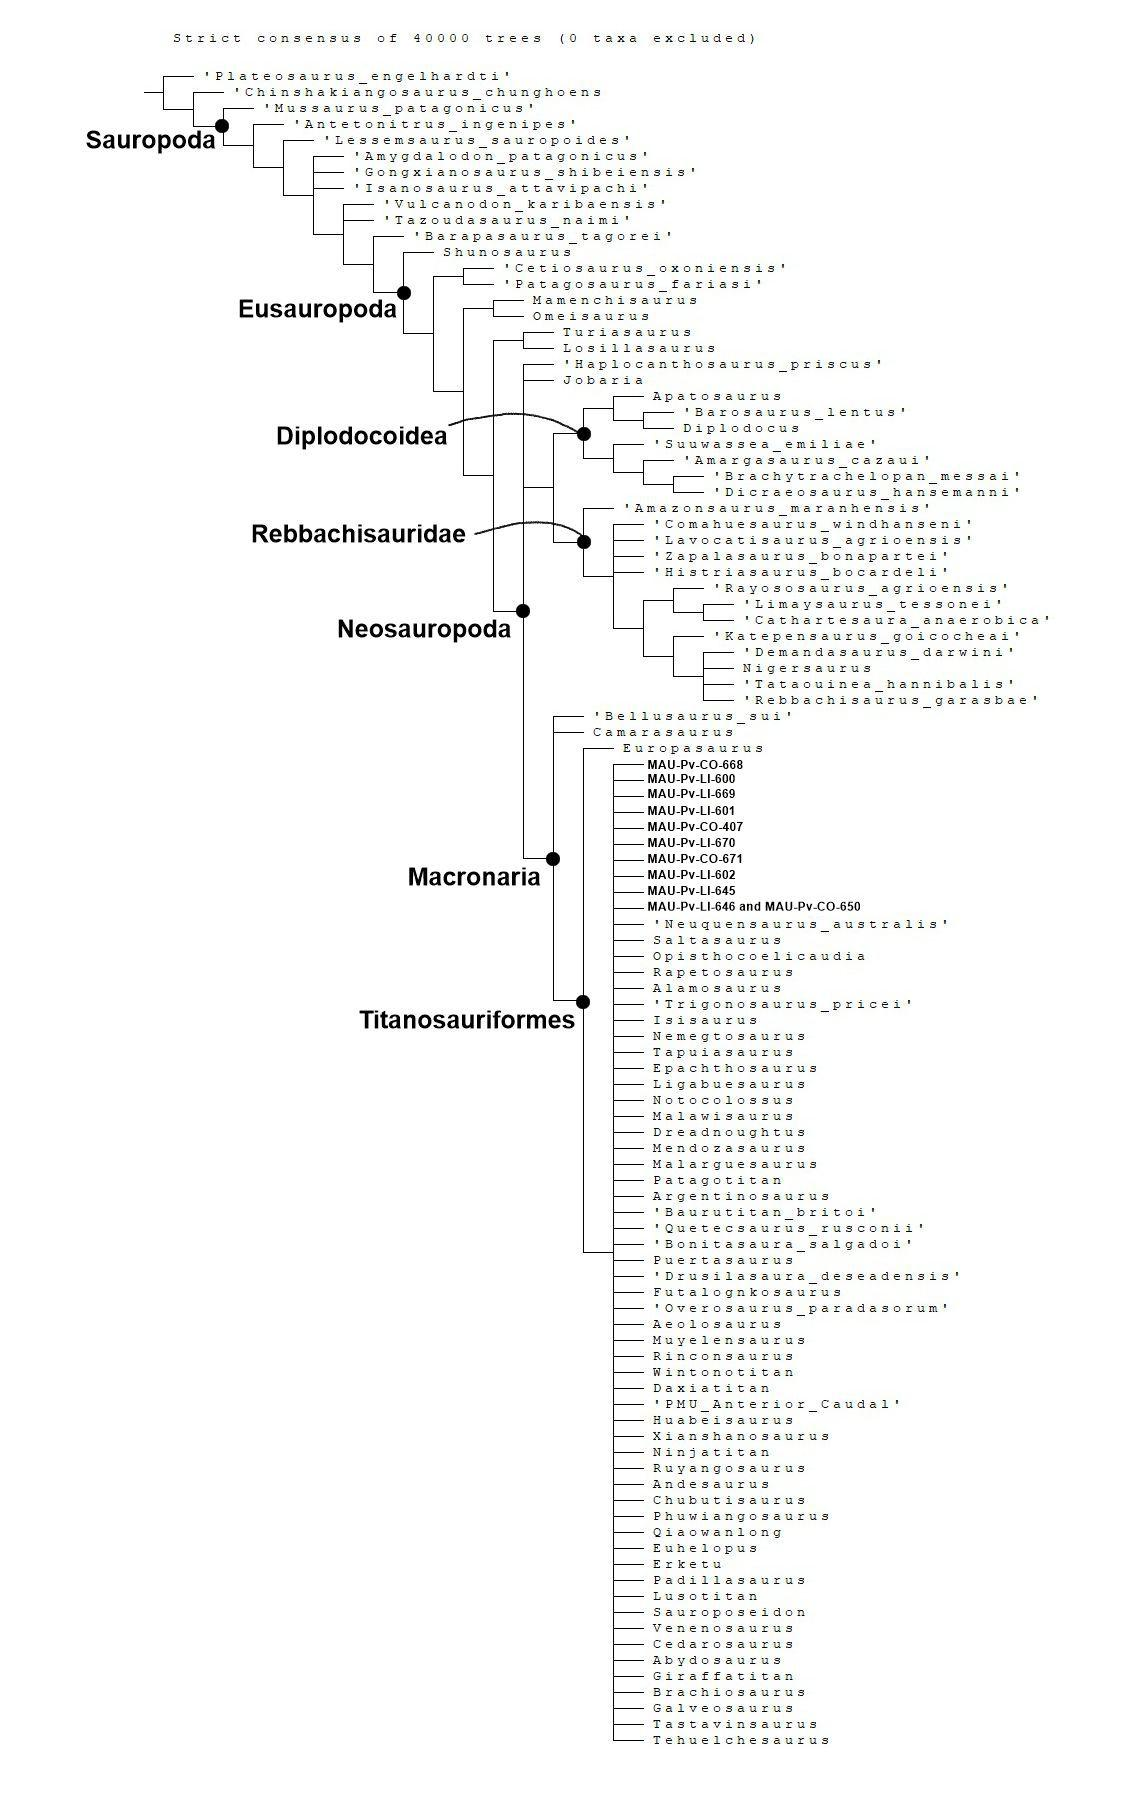 Strict consensus of 40000 trees (0 taxa excluded)
'Plateosaurus_engelhardti'
'Chinshakiangosaurus_chunghoens
'Mussaurus_patagonicus'
'Antetonitrus_ingenipes'
Sauropoda
'Lessemsaurus_sauropoides'
'Amygdalodon_patagonicus'
'Gongxianosaurus_shibeiensis'
'Isanosaurus_attavipachi'
'Vulcanodon_karibaensis'
'Tazoudasaurus_naimi'
'Barapasaurus_tagorei'
Shunosaurus
'Cetiosaurus_oxoniensis'
'Patagosaurus_fariasi'
Mamenchisaurus
Eusauropoda
Omeisaurus
Turiasaurus
Losillasaurus
'Haplocanthosaurus_priscus'
Jobaria
Apatosaurus
'Barosaurus_lentus'
Diplodocus
Diplodocoidea
'Suuwassea_emiliae'
'Amargasaurus_cazaui'
'Brachytrachelopan_messai'
'Dicraeosaurus_hansemanni'
'Amazonsaurus_maranhensis'
'Comahuesaurus_windhanseni'
Rebbachisauridae
'Lavocatisaurus_agrioensis'
'Zapalasaurus_bonapartei'
'Histriasaurus_bocardeli'
'Rayososaurus_agrioensis'
'Limaysaurus_tessonei'
'Cathartesaura_anaerobica'
Neosauropoda
'Katepensaurus_goicocheai'
'Demandasaurus_darwini'
Nigersaurus
'Tataouinea_hannibalis'
'Rebbachisaurus_garasbae'
'Bellusaurus_sui'
Camarasaurus
Europasaurus
MAU-Pv-CO-668
MAU-Pv-LI-600
MAU-Pv-LI-669
MAU-Pv-LI-601
MAU-Pv-CO-407
MAU-Pv-LI-670
MAU-Pv-CO-671
Macronaria
MAU-Pv-LI-602
MAU-Pv-LI-645
MAU-Pv-LI-646 and MAU-Pv-CO-650
'Neuquensaurus_australis'
Saltasaurus
Opisthocoelicaudia
Rapetosaurus
Alamosaurus
'Trigonosaurus_pricei'
Titanosauriformes
Isisaurus
Nemegtosaurus
Tapuiasaurus
Epachthosaurus
Ligabuesaurus
Notocolossus
Malawisaurus
Dreadnoughtus
Mendozasaurus
Malarguesaurus
Patagotitan
Argentinosaurus
'Baurutitan_britoi'
'Quetecsaurus_rusconii'
'Bonitasaura_salgadoi'
Puertasaurus
'Drusilasaura_deseadensis'
Futalognkosaurus
'Overosaurus_paradasorum'
Aeolosaurus
Muyelensaurus
Rinconsaurus
Wintonotitan
Daxiatitan
'PMU_Anterior_Caudal'
Huabeisaurus
Xianshanosaurus
Ninjatitan
Ruyangosaurus
Andesaurus
Chubutisaurus
Phuwiangosaurus
Qiaowanlong
Euhelopus
Erketu
Padillasaurus
Lusotitan
Sauroposeidon
Venenosaurus
Cedarosaurus
Abydosaurus
Giraffatitan
Brachiosaurus
Galveosaurus
Tastavinsaurus
Tehuelchesaurus